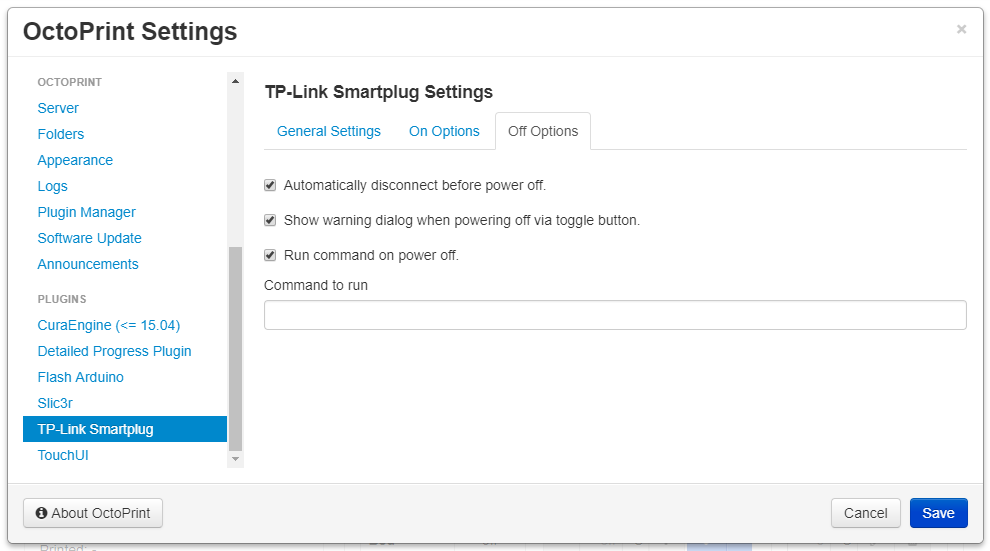 OctoPrint Settings
×
OCTOPRINT
Server
Folders
Appearance
Logs
Plugin Manager
Software Update
Announcements
PLUGINS
CuraEngine (<= 15.04)
Detailed Progress Plugin
Flash Arduino
Slic3r
TP-Link Smartplug
TouchUI
TP-Link Smartplug Settings
General Settings On Options Off Options
Automatically disconnect before power off.
Show warning dialog when powering off via toggle button.
Run command on power off.
Command to run
About OctoPrint Cancel Save
Printed: -